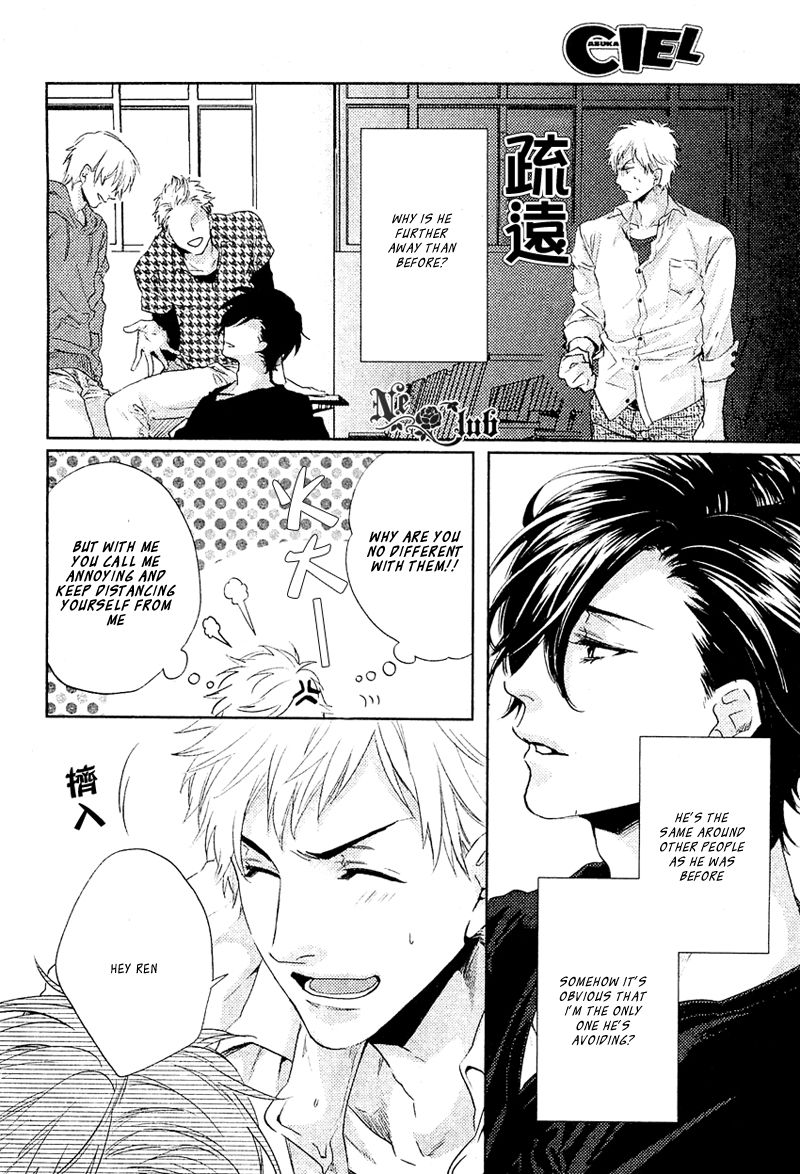 ASUKA
CIEL
疏遠
WHY IS HE
FURTHER
AWAY THAN
BEFORE?
Ne Club
HE'S THE
SAME AROUND
OTHER PEOPLE
AS HE WAS
BEFORE
SOMEHOW IT'S
OBVIOUS THAT
I'M THE ONLY
ONE HE'S
AVOIDING?
WHY ARE YOU
NO DIFFERENT
WITH THEM!!
BUT WITH ME
YOU CALL ME
ANNOYING AND
KEEP DISTANCING
YOURSELF FROM
ME
擠入
HEY REN